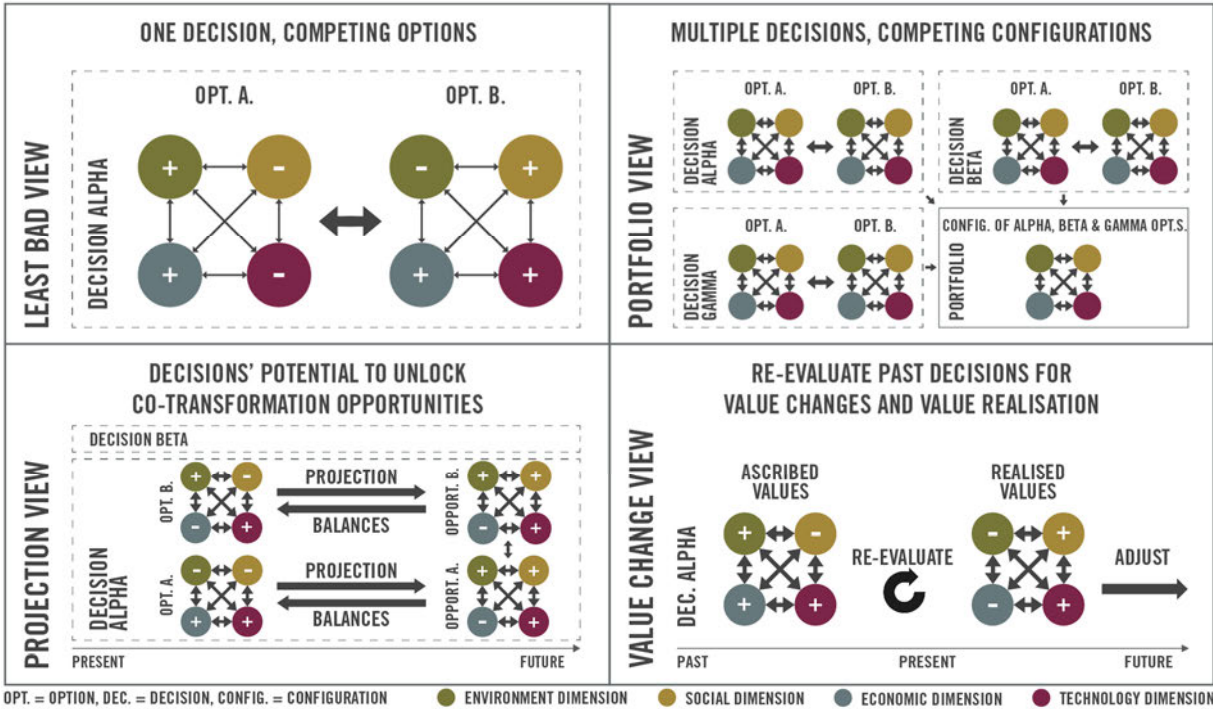 ONE DECISION, COMPETING OPTIONS
LEAST BAD VIEW
DECISION ALPHA
OPT. A.
OPT. B.
+
-
-
+
+
-
+
+
MULTIPLE DECISIONS, COMPETING CONFIGURATIONS
PORTFOLIO VIEW
DECISION
ALPHA
OPT. A.
OPT. B.
DECISION
BETA
OPT. A.
OPT. B.
DECISION
GAMMA
OPT. A.
OPT. B.
CONFIG. OF ALPHA, BETA & GAMMA OPT.S.
PORTFOLIO
DECISIONS' POTENTIAL TO UNLOCK
CO-TRANSFORMATION OPPORTUNITIES
PROJECTION VIEW
DECISION BETA
DECISION
ALPHA
OPT. B.
+
-
-
+
PROJECTION
BALANCES
OPPORT. B.
+
+
-
+
OPT. A.
-
-
+
+
PROJECTION
BALANCES
OPPORT. A.
+
+
-
+
PRESENT
FUTURE
RE-EVALUATE PAST DECISIONS FOR
VALUE CHANGES AND VALUE REALISATION
VALUE CHANGE VIEW
DEC. ALPHA
ASCRIBED
VALUES
+
-
+
+
RE-EVALUATE
REALISED
VALUES
-
+
-
+
ADJUST
PAST
PRESENT
FUTURE
OPT. = OPTION, DEC. = DECISION, CONFIG. = CONFIGURATION
ENVIRONMENT DIMENSION
SOCIAL DIMENSION
ECONOMIC DIMENSION
TECHNOLOGY DIMENSION